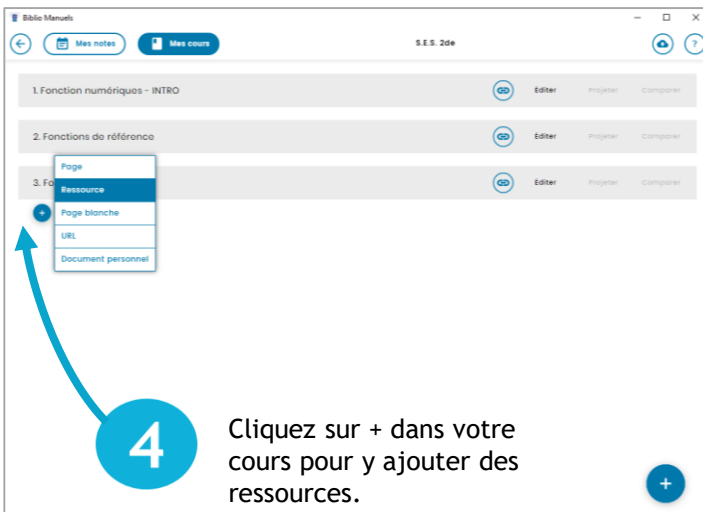 Biblio Manuels
Mes notes
Mes cours
S.E.S. 2de
?
1. Fonction numériques - INTRO
Editer
Projeter
Comparer
2. Fonctions de référence
Editer
Projeter
Comparer
3. Fo
Editer
Projeter
Comparer
Page
Ressource
Page blanche
URL
Document personnel
+
4
Cliquez sur + dans votre
cours pour y ajouter des
ressources.
+